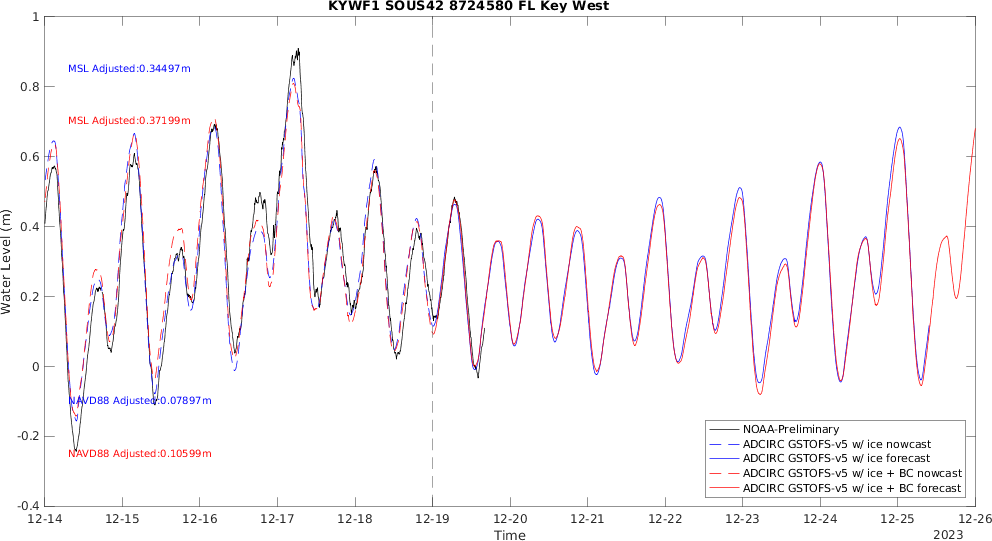 KYWF1 SOUS42 8724580 FL Key West
1
0.8
0.6
0.4
0.2
0
-0.2
-0.4
Water Level (m)
MSL Adjusted:0.34497m
MSL Adjusted:0.37199m
NAVD88 Adjusted:0.07897m
NAVD88 Adjusted:0.10599m
NOAA-Preliminary
ADCIRC GSTOFS-v5 w/ ice nowcast
ADCIRC GSTOFS-v5 w/ ice forecast
ADCIRC GSTOFS-v5 w/ ice + BC nowcast
ADCIRC GSTOFS-v5 w/ ice + BC forecast
12-14 12-15 12-16 12-17 12-18 12-19 12-20 12-21 12-22 12-23 12-24 12-25 12-26
Time
2023